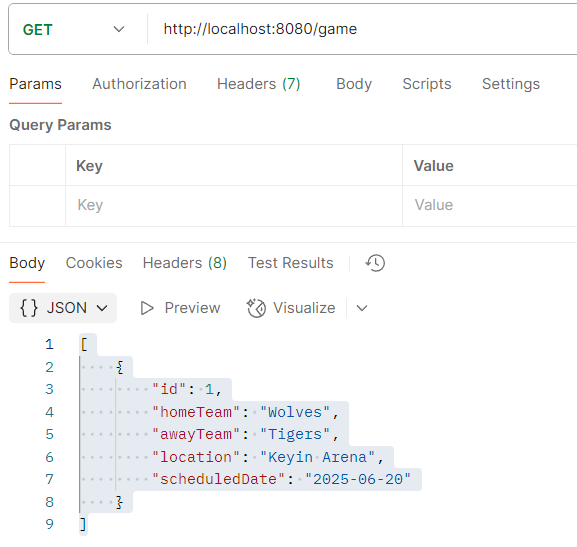 GET http://localhost:8080/game
Params Authorization Headers (7) Body Scripts Settings
Query Params
Key Value
Key Value
Body Cookies Headers (8) Test Results
{} JSON Preview Visualize
1 [
2 {
3 "id": 1,
4 "homeTeam": "Wolves",
5 "awayTeam": "Tigers",
6 "location": "Keyin Arena",
7 "scheduledDate": "2025-06-20"
8 }
9 ]